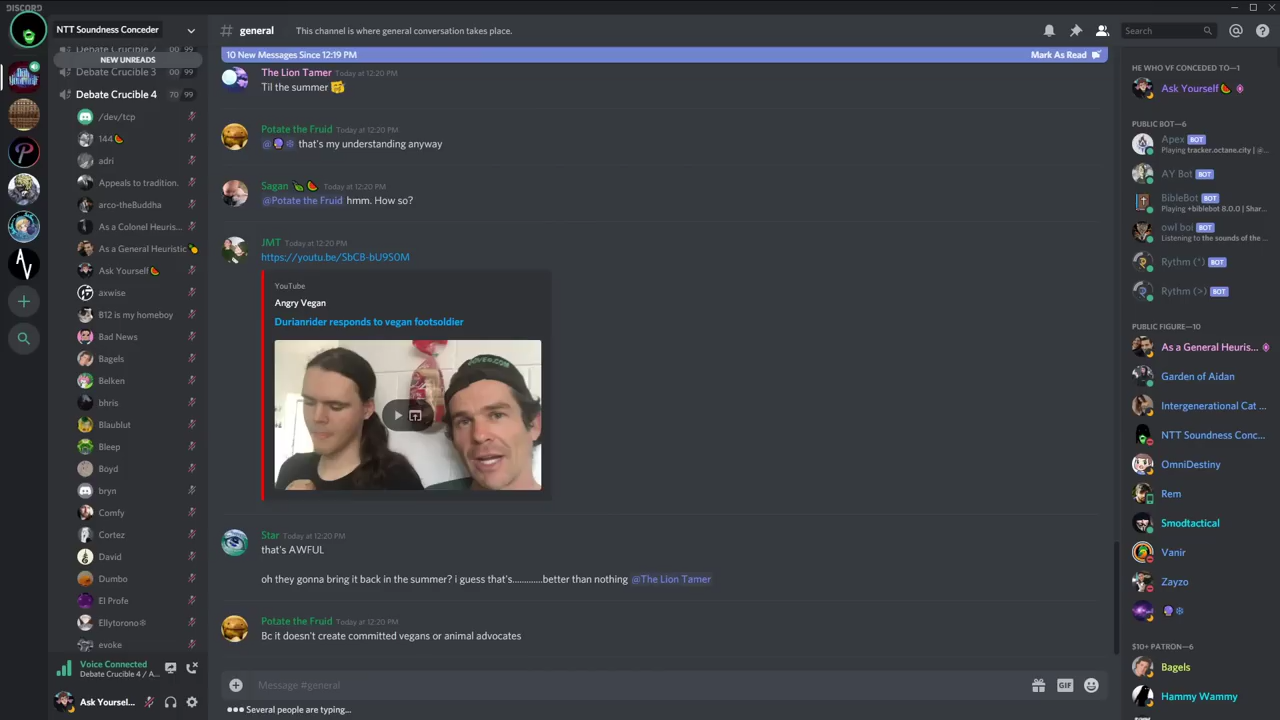 DISCORD
NTT Soundness Conceder
NEW UNREADS
Debate Crucible 3 00 99
Debate Crucible 4 70 99
/dev/tcp
144🍉
adri
Appeals to tradition.
arco-theBuddha
As a Colonel Heuris...
As a General Heuristic🍋
Ask Yourself🍉
axwise
B12 is my homeboy
Bad News
Bagels
Belken
bhris
Blaublut
Bleep
Boyd
bryn
Comfy
Cortez
David
Dumbo
El Profe
Ellytorono❄
evoke
Voice Connected
Debate Crucible 4 / A...
Ask Yoursel...
# general
This channel is where general conversation takes place.
Search
10 New Messages Since 12:19 PM
Mark As Read
The Lion Tamer Today at 12:20 PM
Til the summer
Potate the Fruid Today at 12:20 PM
@🔮❄ that's my understanding anyway
Sagan Today at 12:20 PM
@Potate the Fruid hmm. How so?
JMT Today at 12:20 PM
https://youtu.be/SbCB-bU9S0M
YouTube
Angry Vegan
Durianrider responds to vegan footsoldier
Star Today at 12:20 PM
that's AWFUL
oh they gonna bring it back in the summer? i guess that's............better than nothing @The Lion Tamer
Potate the Fruid Today at 12:20 PM
Bc it doesn't create committed vegans or animal advocates
Message #general
GIF
Several people are typing...
HE WHO VF CONCEDED TO—1
Ask Yourself🍉
PUBLIC BOT—6
Apex BOT
Playing tracker.octane.city | @...
AY Bot BOT
BibleBot BOT
Playing +biblebot 8.0.0 | Shar...
owl boi BOT
Listening to the sounds of the ...
Rythm (^) BOT
Rythm (>) BOT
PUBLIC FIGURE—10
As a General Heuris...
Garden of Aidan
Intergenerational Cat ...
NTT Soundness Conc...
OmniDestiny
Rem
Smodtactical
Vanir
Zayzo
🔮❄
$10+ PATRON—6
Bagels
Hammy Wammy